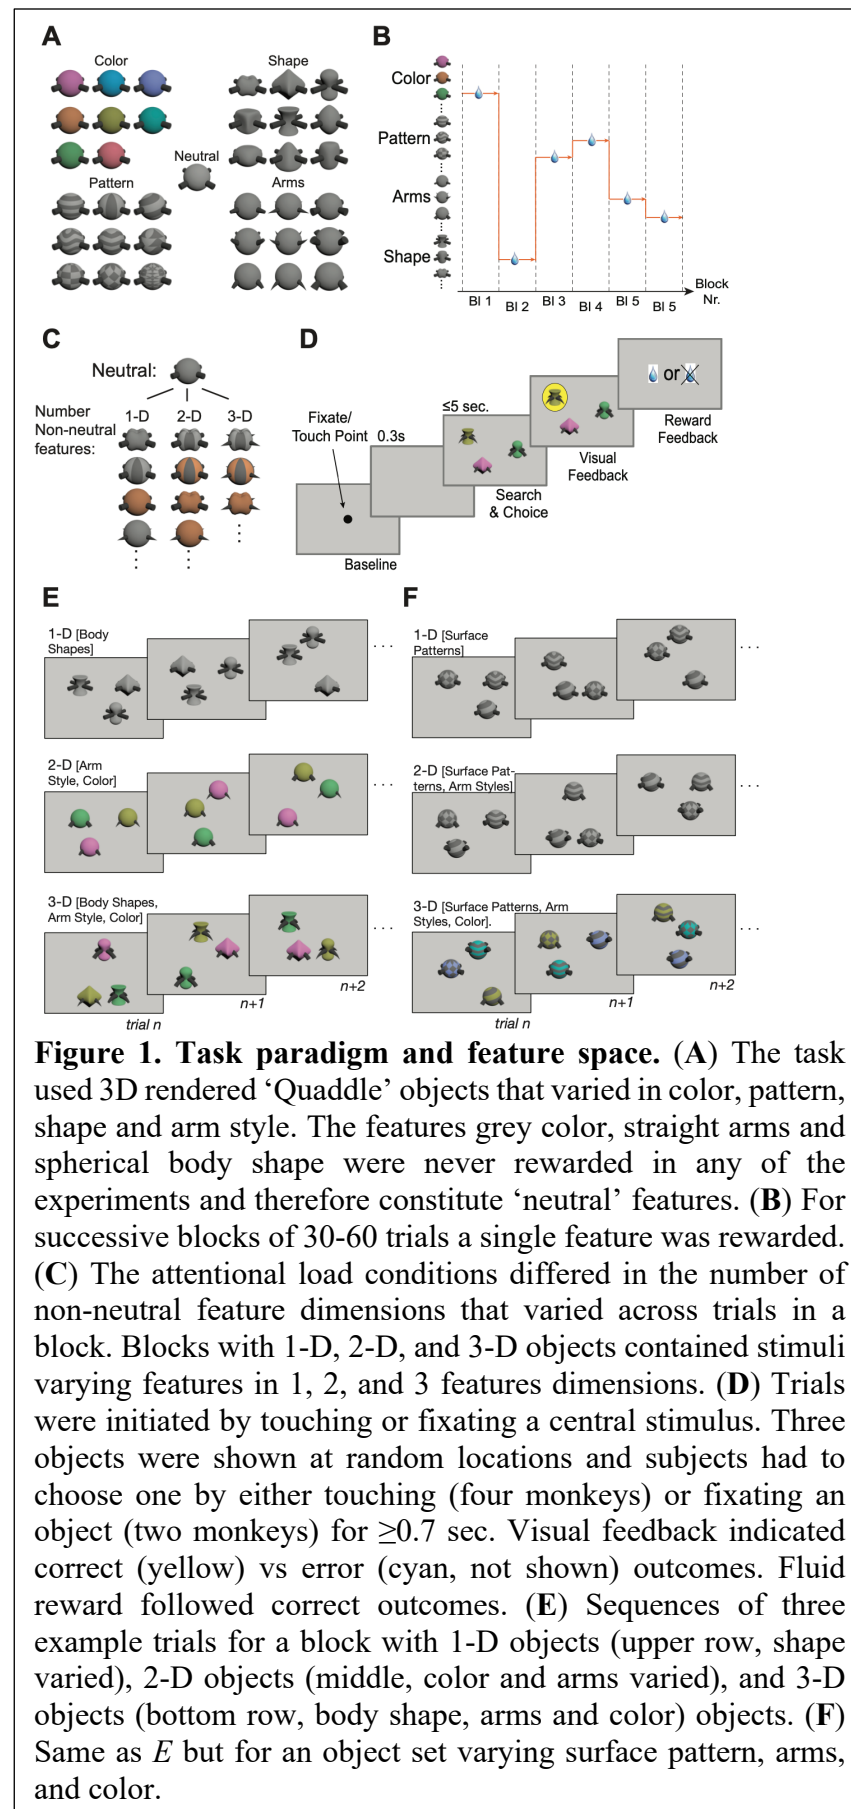 A
Color
Shape
Neutral
Pattern
Arms
B
Color
Pattern
Arms
Shape
Bl 1
Bl 2
Bl 3
Bl 4
Bl 5
Bl 5
Block
Nr.
C
Neutral:
Number
Non-neutral
features:
1-D
2-D
3-D
D
Fixate/
Touch Point
0.3s
≤5 sec.
or
Reward
Feedback
Visual
Feedback
Search
& Choice
Baseline
E
1-D [Body
Shapes]
. . .
2-D [Arm
Style, Color]
. . .
3-D [Body Shapes,
Arm Style, Color]
. . .
trial n
n+1
n+2
F
1-D [Surface
Patterns]
. . .
2-D [Surface Pat-
terns, Arm Styles]
. . .
3-D [Surface Patterns, Arm
Styles, Color].
. . .
trial n
n+1
n+2
Figure 1. Task paradigm and feature space. (A) The task
used 3D rendered ‘Quaddle’ objects that varied in color, pattern,
shape and arm style. The features grey color, straight arms and
spherical body shape were never rewarded in any of the
experiments and therefore constitute ‘neutral’ features. (B) For
successive blocks of 30-60 trials a single feature was rewarded.
(C) The attentional load conditions differed in the number of
non-neutral feature dimensions that varied across trials in a
block. Blocks with 1-D, 2-D, and 3-D objects contained stimuli
varying features in 1, 2, and 3 features dimensions. (D) Trials
were initiated by touching or fixating a central stimulus. Three
objects were shown at random locations and subjects had to
choose one by either touching (four monkeys) or fixating an
object (two monkeys) for ≥0.7 sec. Visual feedback indicated
correct (yellow) vs error (cyan, not shown) outcomes. Fluid
reward followed correct outcomes. (E) Sequences of three
example trials for a block with 1-D objects (upper row, shape
varied), 2-D objects (middle, color and arms varied), and 3-D
objects (bottom row, body shape, arms and color) objects. (F)
Same as E but for an object set varying surface pattern, arms,
and color.